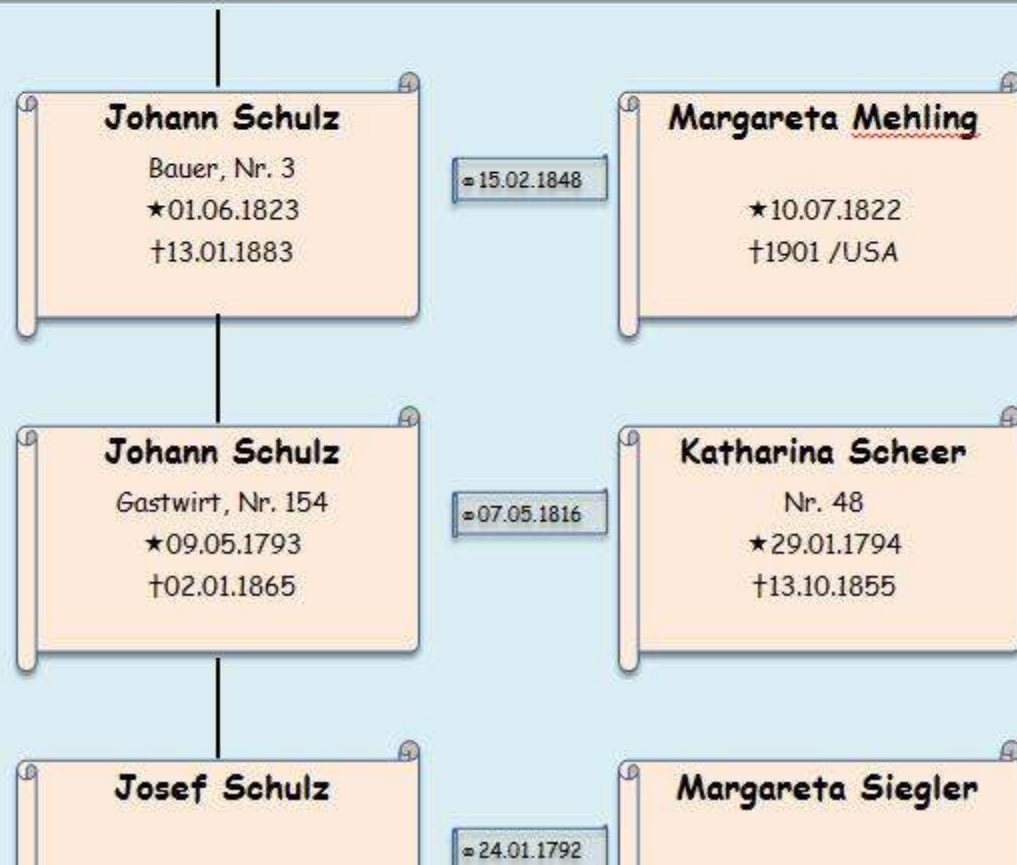 Johann Schulz
Bauer, Nr. 3
★01.06.1823
†13.01.1883
⚭15.02.1848
Margareta Mehling
★10.07.1822
†1901 /USA
Johann Schulz
Gastwirt, Nr. 154
★09.05.1793
†02.01.1865
⚭07.05.1816
Katharina Scheer
Nr. 48
★29.01.1794
†13.10.1855
Josef Schulz
⚭24.01.1792
Margareta Siegler